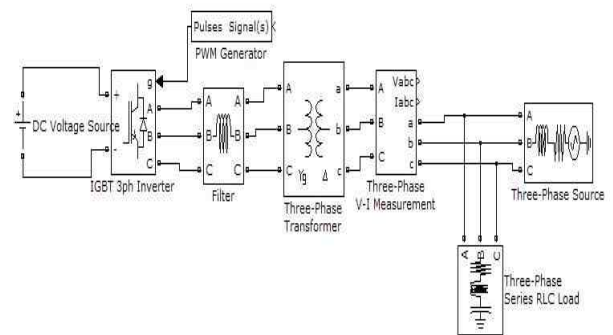 Pulses Signal(s)
PWM Generator
+
DC Voltage Source
+
-
g
A
B
C
IGBT 3ph Inverter
A A
B B
C C
Filter
A a
B b
C c
Yg Δ
Three-Phase
Transformer
A
B
C
Vabc
Iabc
a
b
c
Three-Phase
V-I Measurement
A
B
C
Three-Phase Source
A B C
Three-Phase
Series RLC Load